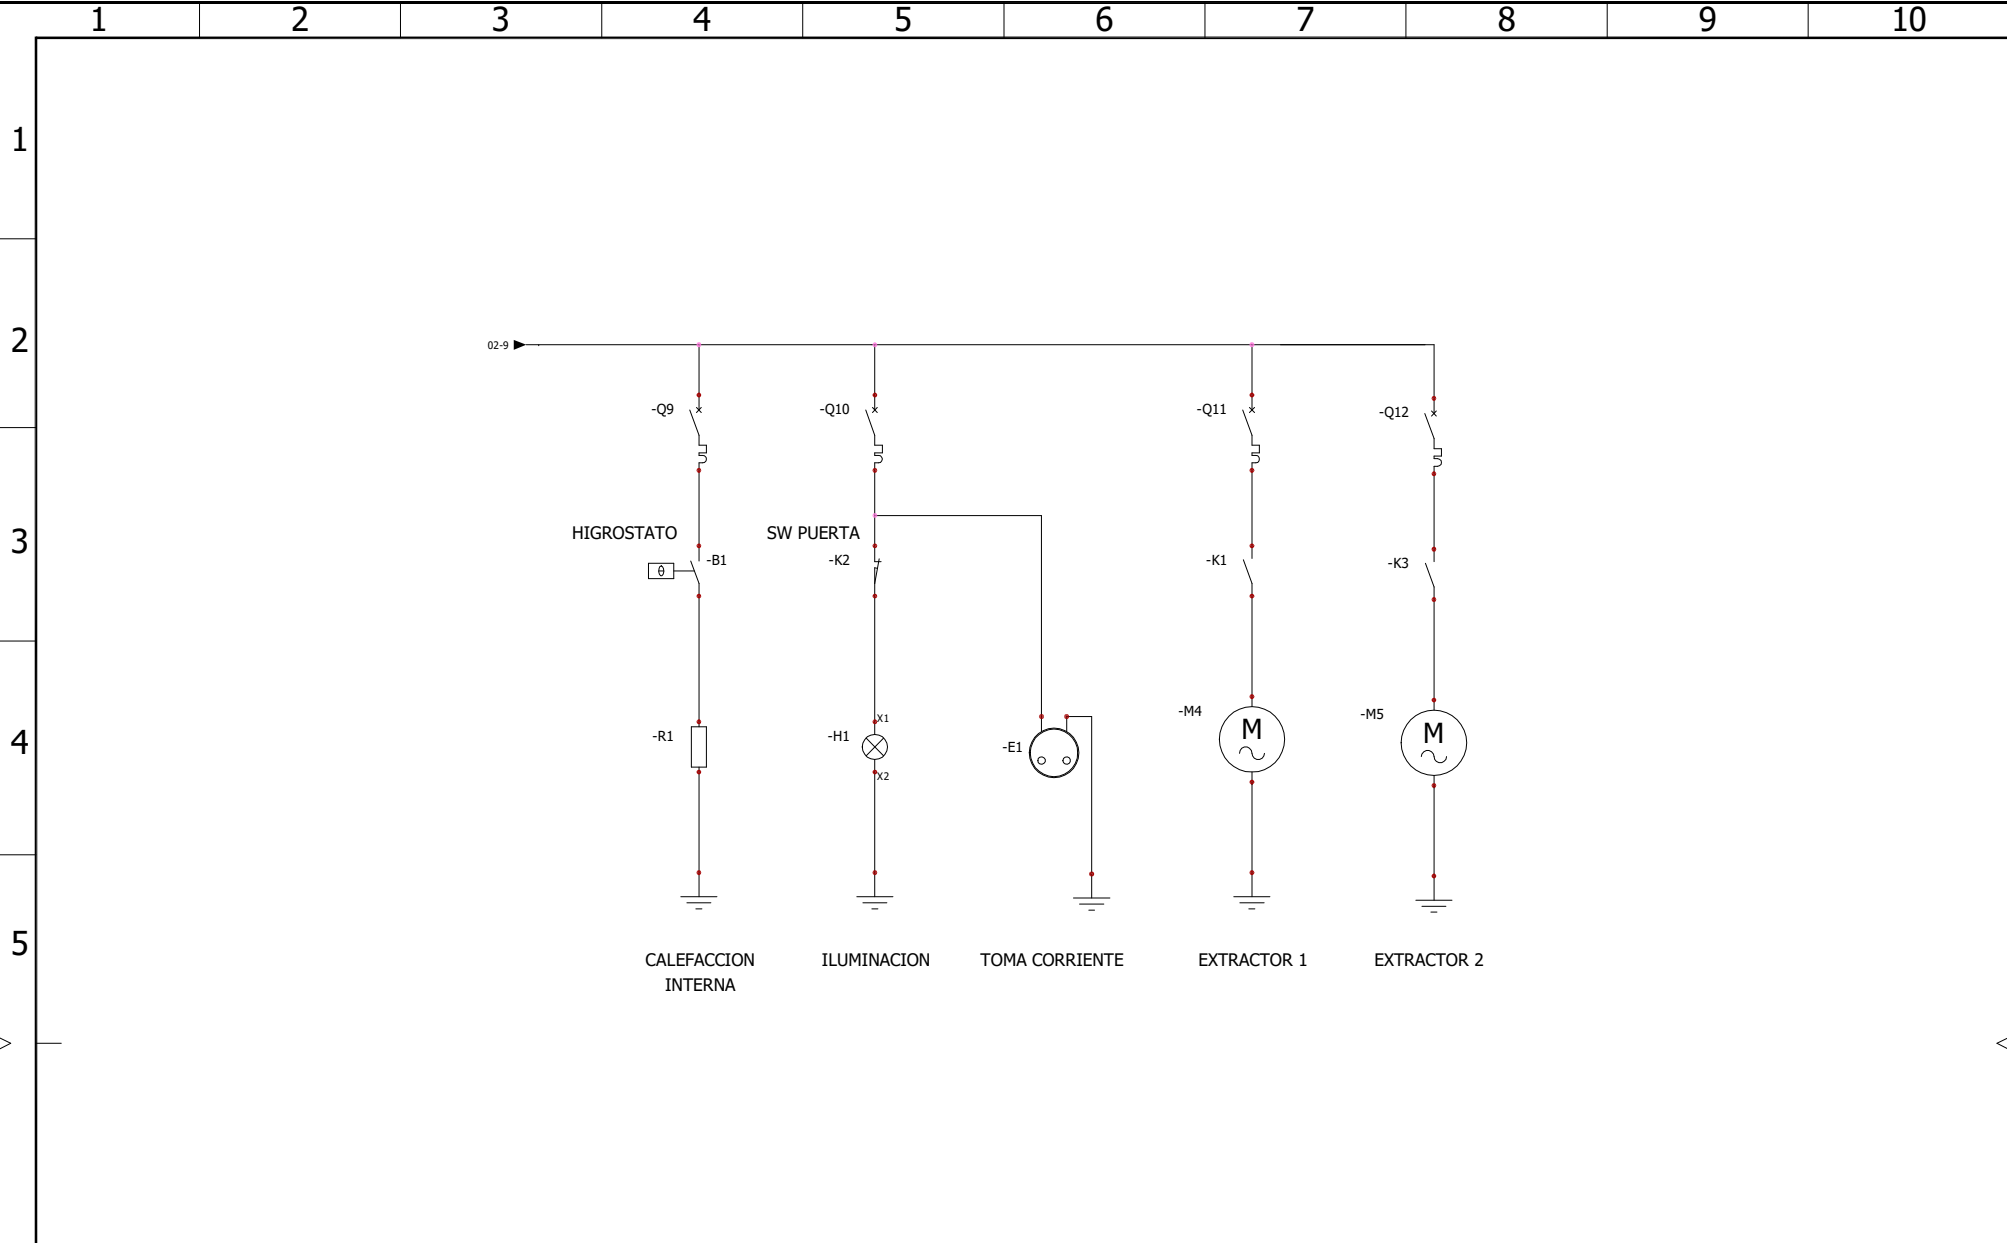 1 2 3 4 5 6 7 8 9 10
1
2
3
4
5
02-9
-Q9 -Q10 -Q11 -Q12
HIGROSTATO SW PUERTA
-B1 -K2 -K1 -K3
θ
X1
-R1 -H1 -E1 -M4 -M5
M M
X2
CALEFACCION
INTERNA
ILUMINACION
TOMA CORRIENTE
EXTRACTOR 1
EXTRACTOR 2